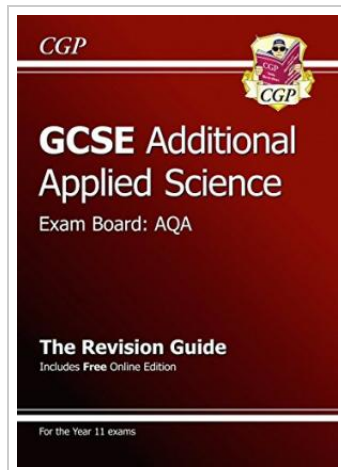 CGP
CGP
CGP
GCSE Additional
Applied Science
Exam Board: AQA
The Revision Guide
Includes Free Online Edition
For the Year 11 exams